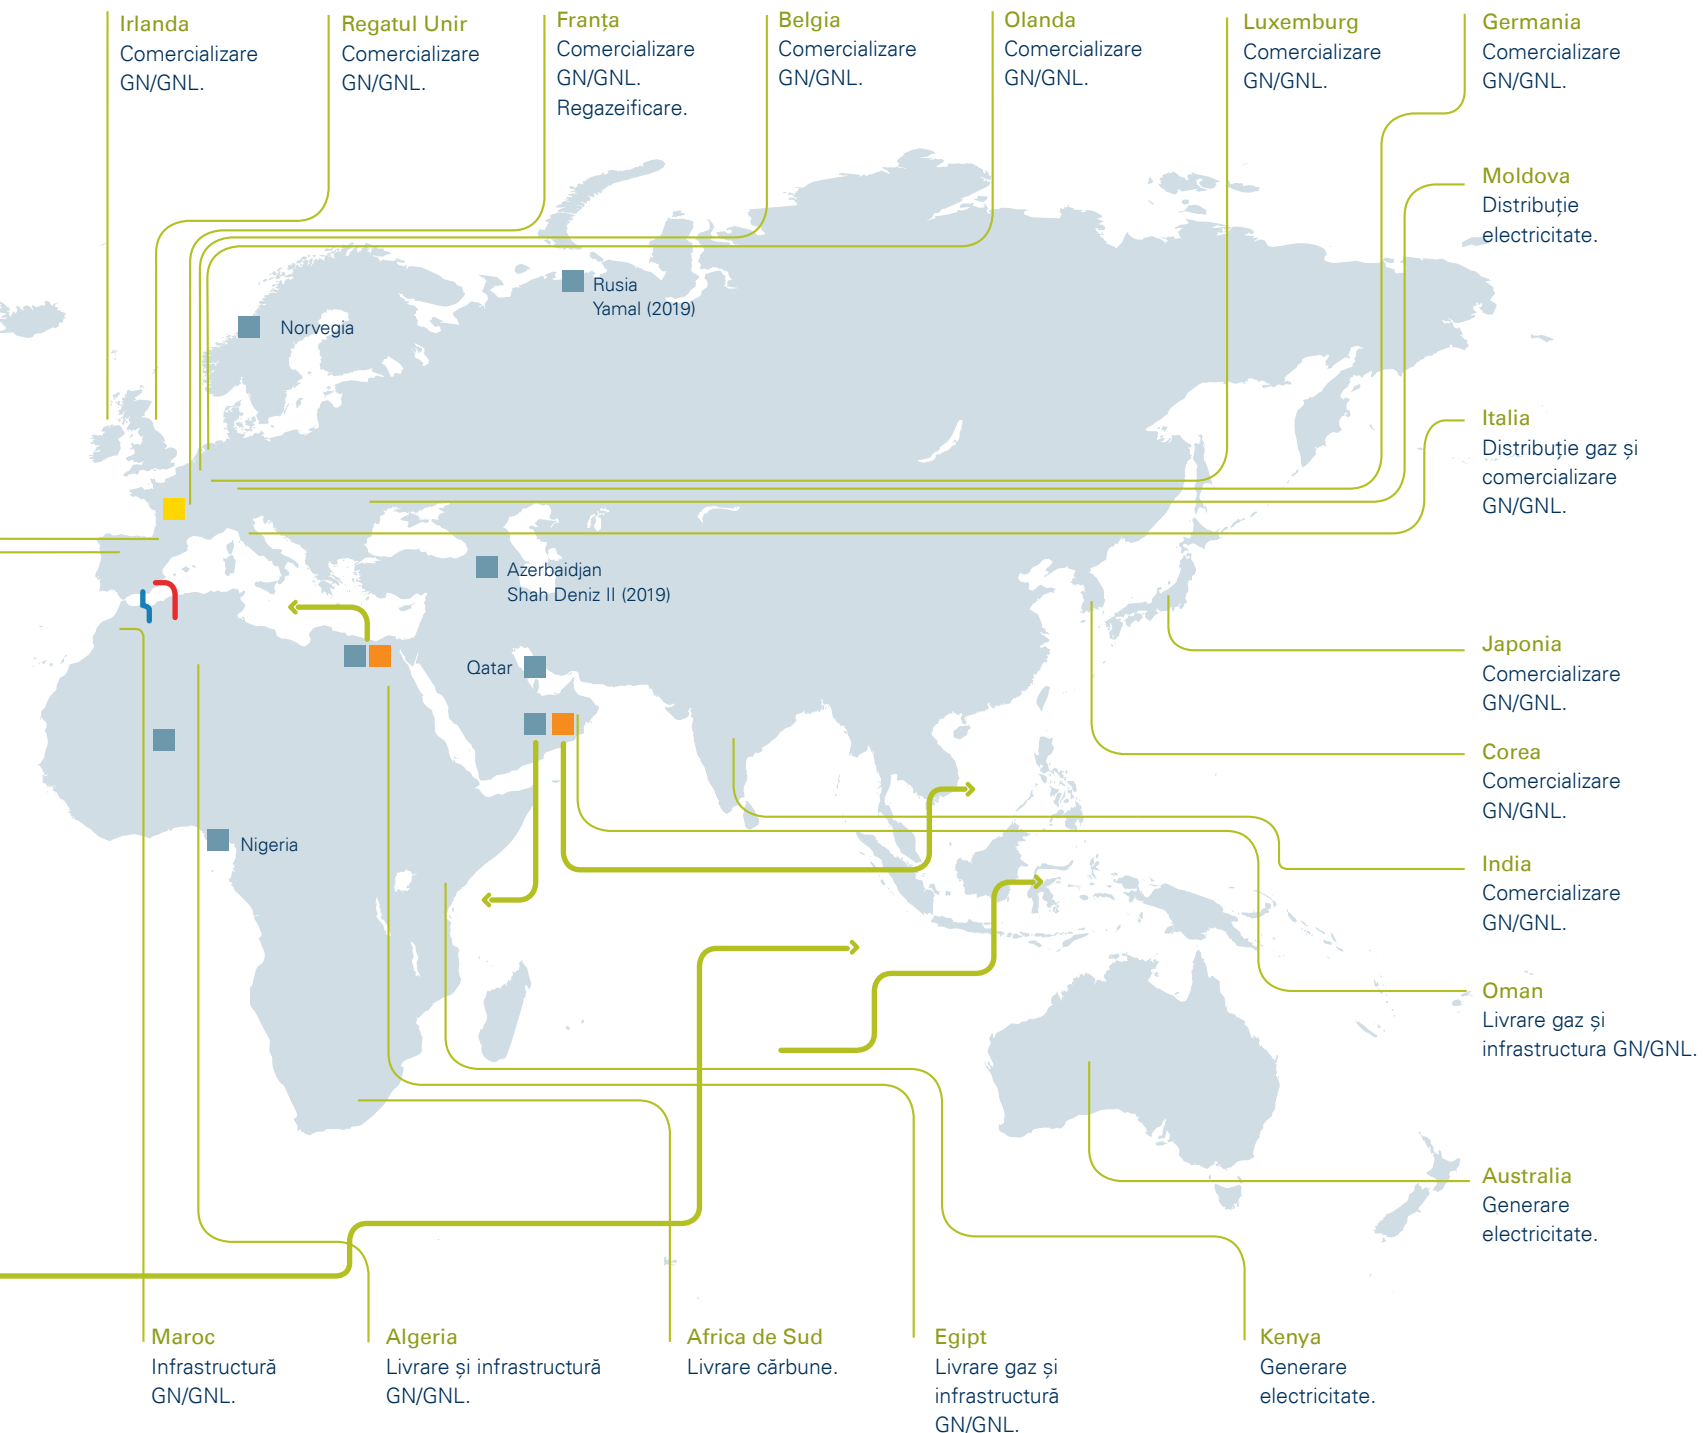 Irlanda
Comercializare
GN/GNL.
Regatul Unir
Comercializare
GN/GNL.
Franța
Comercializare
GN/GNL.
Regazeificare.
Belgia
Comercializare
GN/GNL.
Olanda
Comercializare
GN/GNL.
Luxemburg
Comercializare
GN/GNL.
Germania
Comercializare
GN/GNL.
Moldova
Distribuție
electricitate.
Rusia
Yamal (2019)
Norvegia
Italia
Distribuție gaz și
comercializare
GN/GNL.
Azerbaidjan
Shah Deniz II (2019)
Qatar
Japonia
Comercializare
GN/GNL.
Corea
Comercializare
GN/GNL.
Nigeria
India
Comercializare
GN/GNL.
Oman
Livrare gaz și
infrastructura GN/GNL.
Australia
Generare
electricitate.
Maroc
Infrastructură
GN/GNL.
Algeria
Livrare și infrastructură
GN/GNL.
Africa de Sud
Livrare cărbune.
Egipt
Livrare gaz și
infrastructură
GN/GNL.
Kenya
Generare
electricitate.